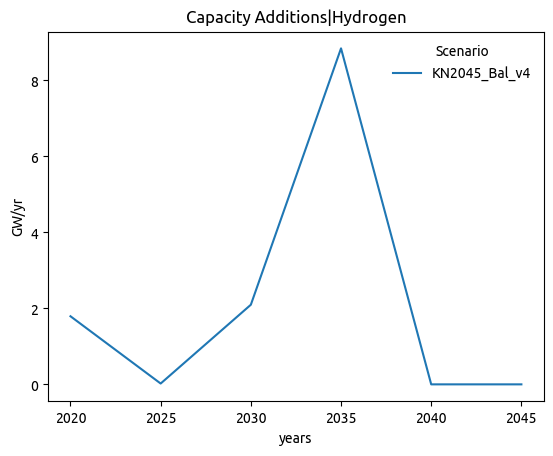 Capacity Additions|Hydrogen
Scenario
KN2045_Bal_v4
GW/yr
8
6
4
2
0
2020 2025 2030 2035 2040 2045
years